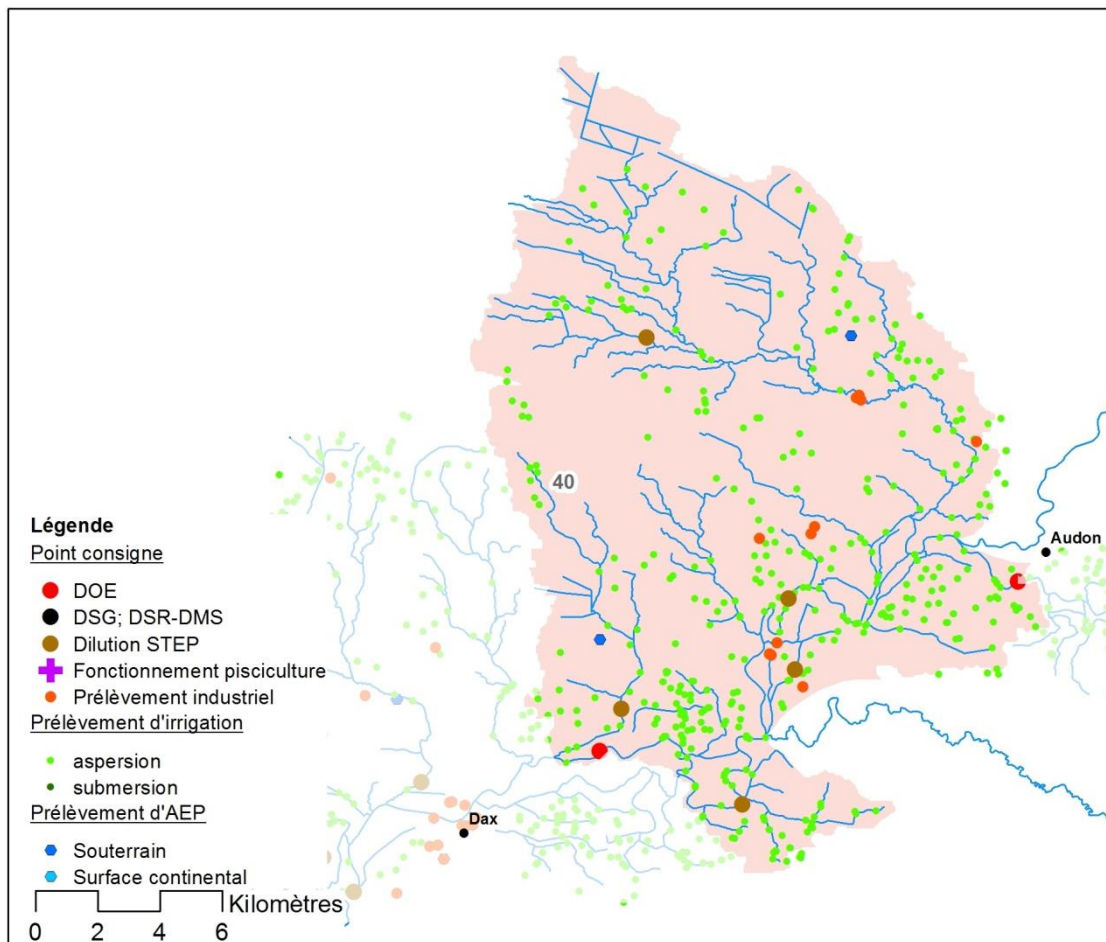 40
Audon
Dax
Légende
Point consigne
DOE
DSG; DSR-DMS
Dilution STEP
Fonctionnement pisciculture
Prélèvement industriel
Prélèvement d'irrigation
aspersion
submersion
Prélèvement d'AEP
Souterrain
Surface continental
Kilomètres
0 2 4 6